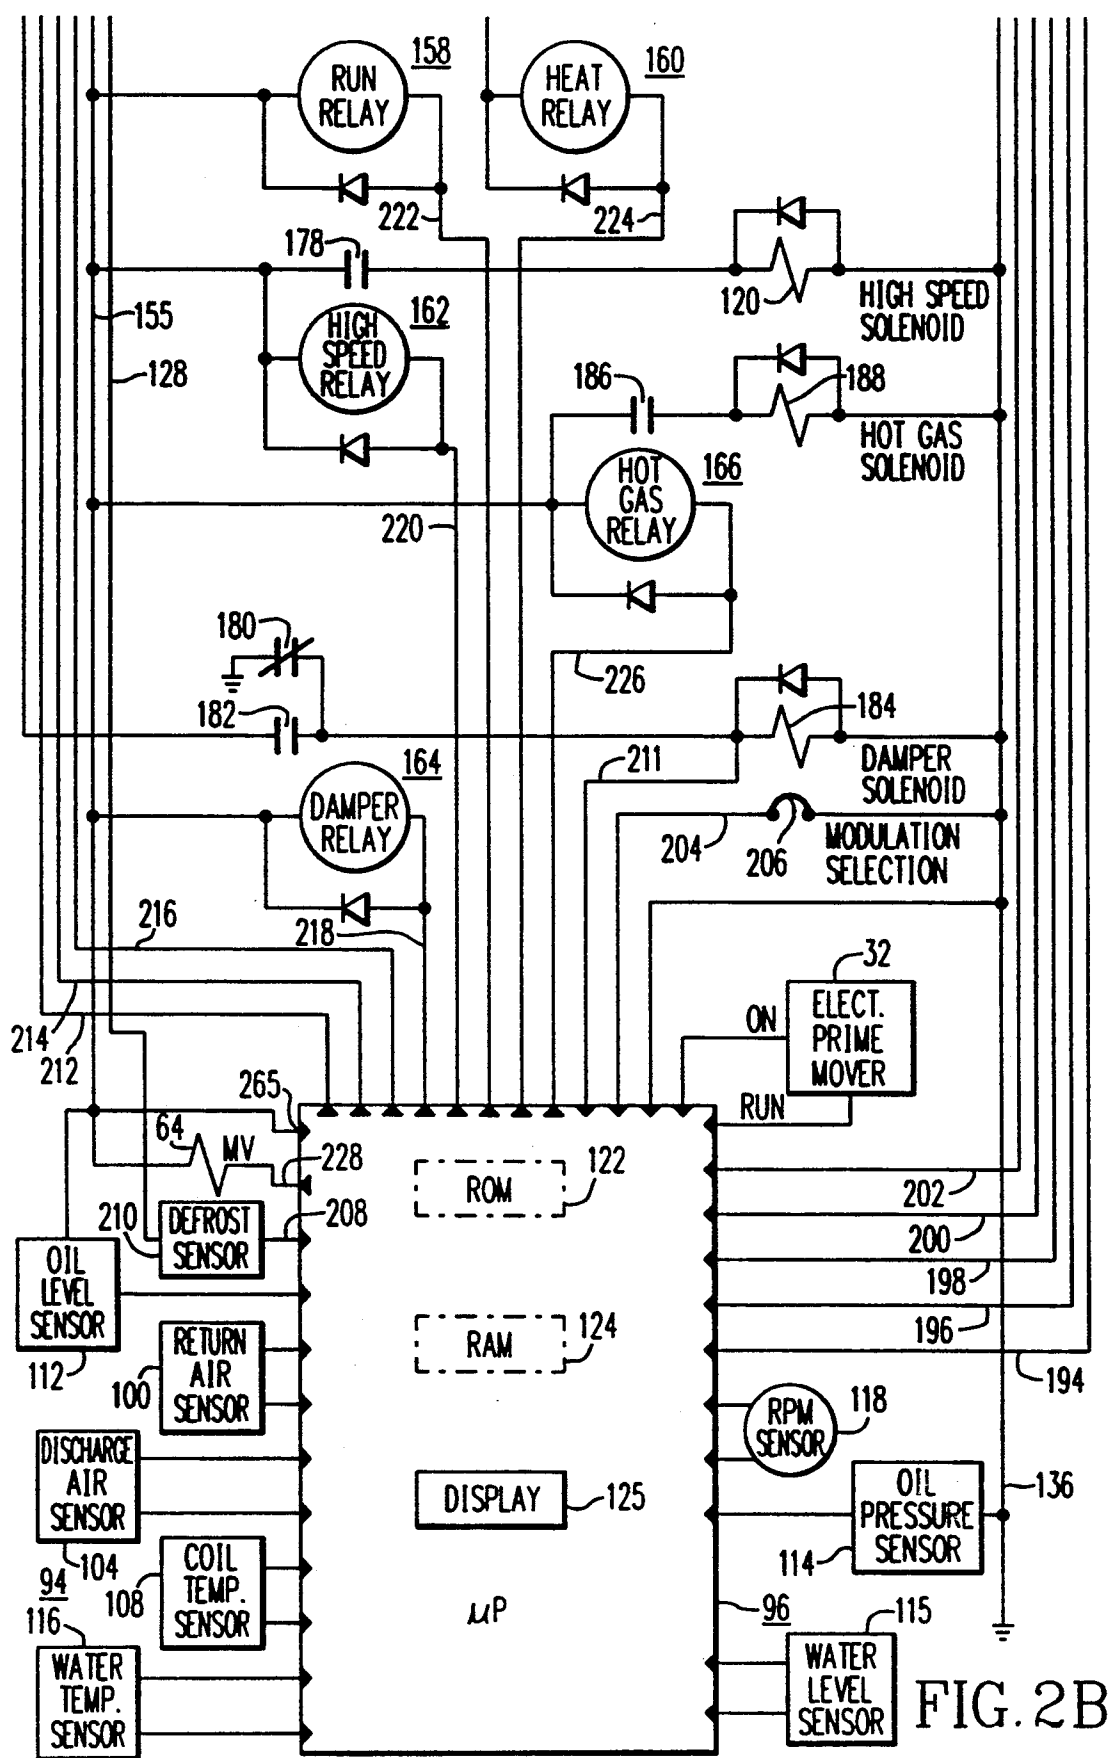 RUN
RELAY
158
HEAT
RELAY
160
222
224
178
120
HIGH SPEED
SOLENOID
155
128
HIGH
SPEED
RELAY
162
186
188
HOT GAS
SOLENOID
HOT
GAS
RELAY
166
220
180
226
182
184
211
DAMPER
SOLENOID
DAMPER
RELAY
164
204
206
MODULATION
SELECTION
216
218
32
ELECT.
PRIME
MOVER
ON
RUN
214
212
265
64
MV
228
ROM
122
202
210
DEFROST
SENSOR
208
200
OIL
LEVEL
SENSOR
112
198
196
RAM
124
194
RETURN
AIR
SENSOR
100
RPM
SENSOR
118
DISCHARGE
AIR
SENSOR
104
DISPLAY
125
OIL
PRESSURE
SENSOR
114
136
COIL
TEMP.
SENSOR
108
94
116
μP
96
115
WATER
TEMP.
SENSOR
WATER
LEVEL
SENSOR
FIG. 2B